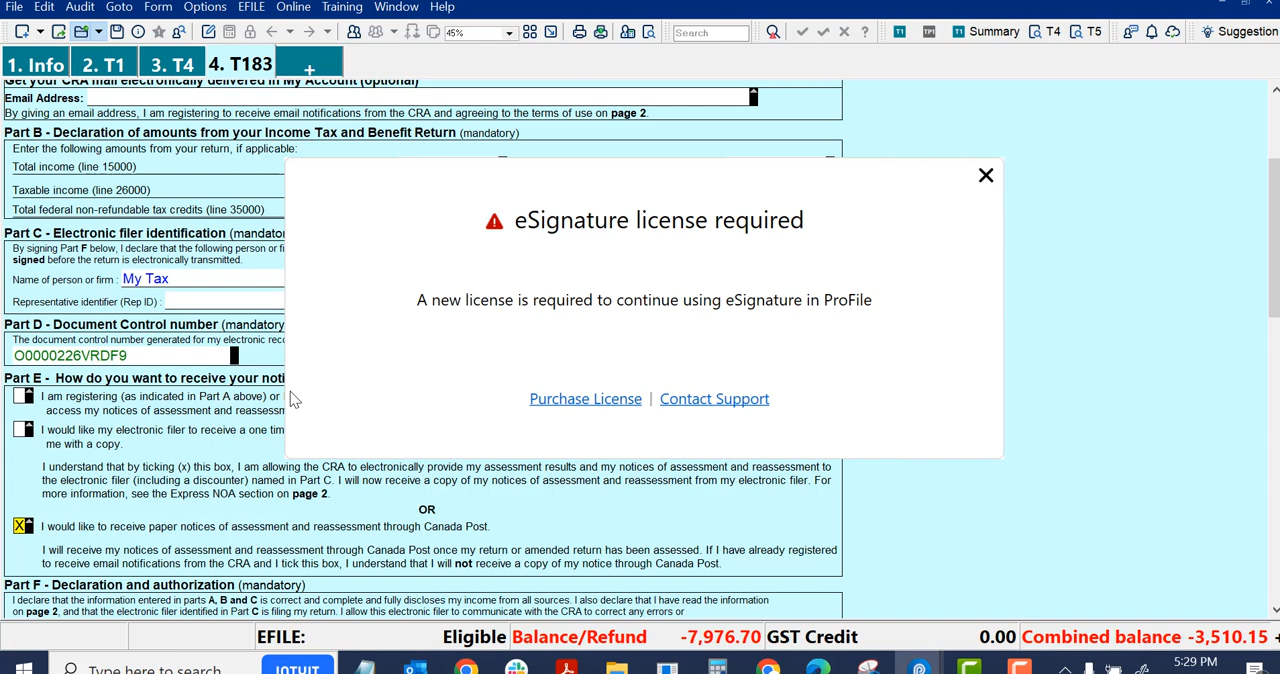 File Edit Audit Goto Form Options EFILE Online Training Window Help
45% Search T1 TP1 T1 Summary T4 T5 Suggestion
1. Info 2. T1 3. T4 4. T183 +
Get your CRA mail electronically delivered in My Account (optional)
Email Address:
By giving an email address, I am registering to receive email notifications from the CRA and agreeing to the terms of use on page 2.
Part B - Declaration of amounts from your Income Tax and Benefit Return (mandatory)
Enter the following amounts from your return, if applicable:
Total income (line 15000)
Taxable income (line 26000)
Total federal non-refundable tax credits (line 35000)
Part C - Electronic filer identification (mandator
By signing Part F below, I declare that the following person or fi
signed before the return is electronically transmitted.
Name of person or firm : My Tax
Representative identifier (Rep ID) :
Part D - Document Control number (mandatory
The document control number generated for my electronic reco
O0000226VRDF9
Part E - How do you want to receive your noti
I am registering (as indicated in Part A above) or
access my notices of assessment and reassessm
I would like my electronic filer to receive a one tim
me with a copy.
I understand that by ticking (x) this box, I am allowing the CRA to electronically provide my assessment results and my notices of assessment and reassessment to
the electronic filer (including a discounter) named in Part C. I will now receive a copy of my notices of assessment and reassessment from my electronic filer. For
more information, see the Express NOA section on page 2.
OR
X I would like to receive paper notices of assessment and reassessment through Canada Post.
I will receive my notices of assessment and reassessment through Canada Post once my return or amended return has been assessed. If I have already registered
to receive email notifications from the CRA and I tick this box, I understand that I will not receive a copy of my notice through Canada Post.
Part F - Declaration and authorization (mandatory)
I declare that the information entered in parts A, B and C is correct and complete and fully discloses my income from all sources. I also declare that I have read the information
on page 2, and that the electronic filer identified in Part C is filing my return. I allow this electronic filer to communicate with the CRA to correct any errors or
eSignature license required
A new license is required to continue using eSignature in ProFile
Purchase License | Contact Support
EFILE: Eligible Balance/Refund -7,976.70 GST Credit 0.00 Combined balance -3,510.15
Type here to search INTUIT 5:29 PM